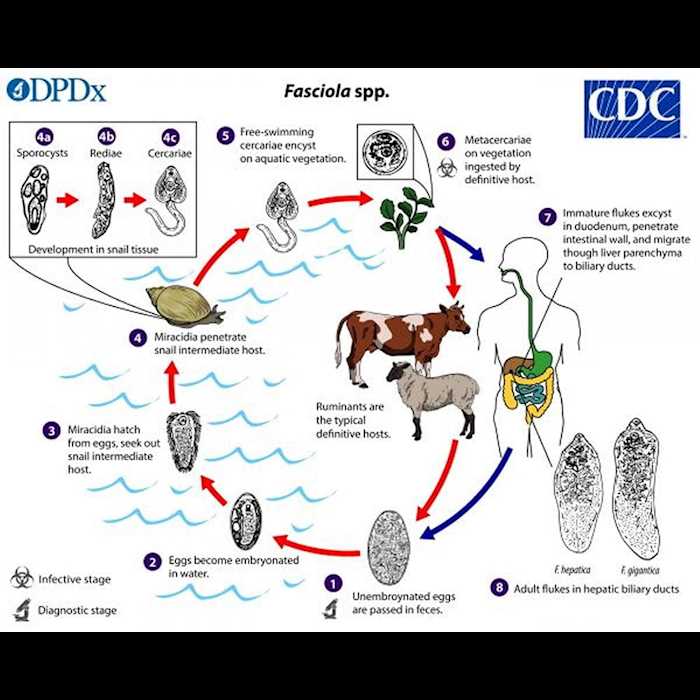 DPDx
Fasciola spp.
CDC
4a
4b
4c
Sporocysts
Rediae
Cercariae
Development in snail tissue
5
Free-swimming
cercariae encyst
on aquatic vegetation.
6
Metacercariae
on vegetation
ingested by
definitive host.
7
Immature flukes excyst
in duodenum, penetrate
intestinal wall, and migrate
though liver parenchyma
to biliary ducts.
4
Miracidia penetrate
snail intermediate host.
Ruminants are
the typical
definitive hosts.
3
Miracidia hatch
from eggs, seek out
snail intermediate
host.
2
Eggs become embryonated
in water.
1
Unembroynated eggs
are passed in feces.
F. hepatica
F. gigantica
8
Adult flukes in hepatic biliary ducts
Infective stage
Diagnostic stage